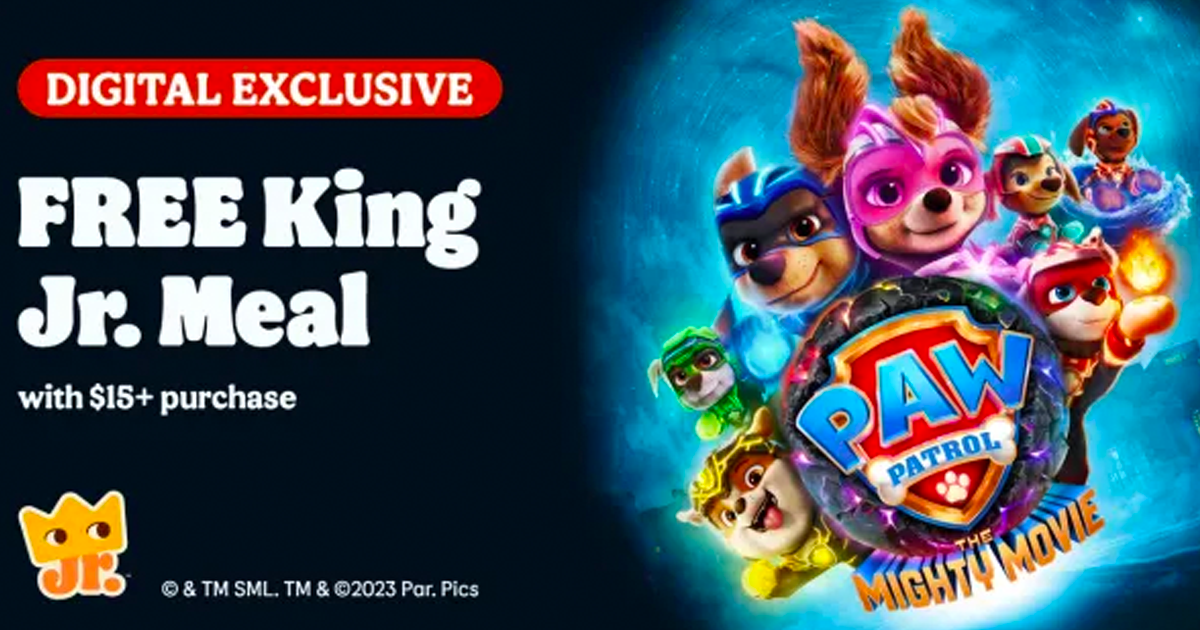 DIGITAL EXCLUSIVE
FREE King
Jr. Meal
with $15+ purchase
Jr.
© & TM SML. TM & ©2023 Par. Pics
PAW
PATROL
THE
MIGHTY MOVIE